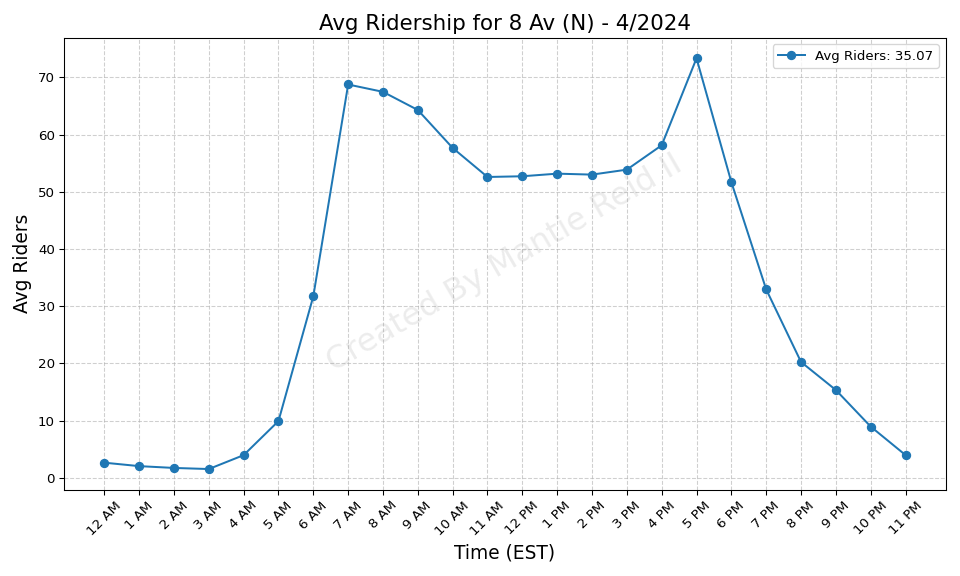 Avg Ridership for 8 Av (N) - 4/2024
Avg Riders: 35.07
Avg Riders
70
60
50
40
30
20
10
0
Created By Mantie Reid II
12 AM
1 AM
2 AM
3 AM
4 AM
5 AM
6 AM
7 AM
8 AM
9 AM
10 AM
11 AM
12 PM
1 PM
2 PM
3 PM
4 PM
5 PM
6 PM
7 PM
8 PM
9 PM
10 PM
11 PM
Time (EST)